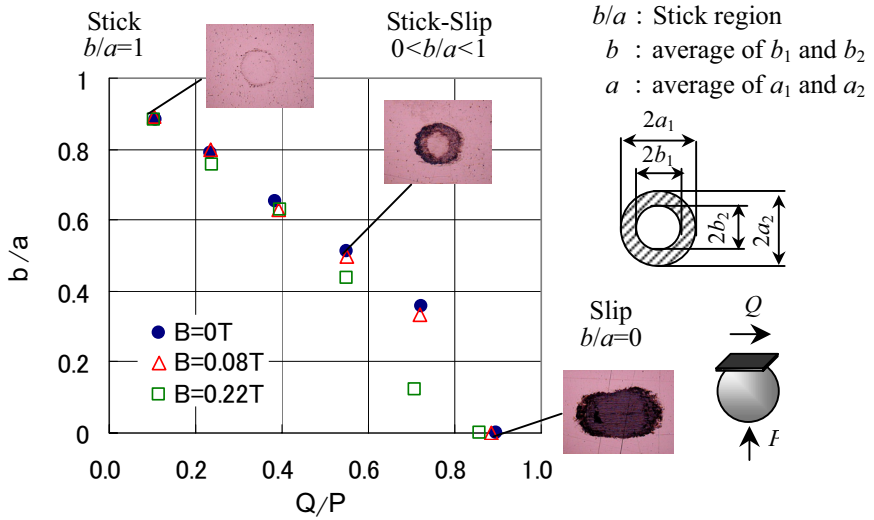 Stick
b/a=1
Stick-Slip
0<b/a<1
b/a : Stick region
b : average of b₁ and b₂
a : average of a₁ and a₂
2a₁
2b₁
2b₂
2a₂
1
0.8
0.6
0.4
0.2
0
b/a
B=0T
B=0.08T
B=0.22T
0.0
0.2
0.4
0.6
0.8
1.0
Q/P
Slip
b/a=0
Q
P